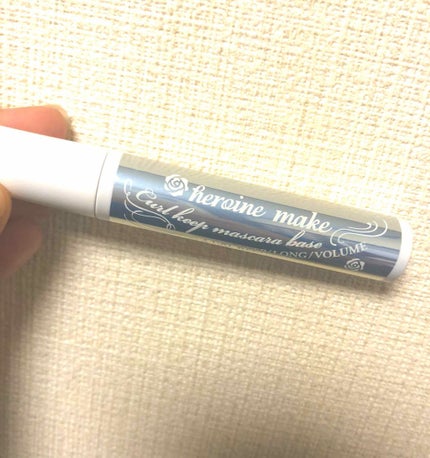 heroine make
Curl keep mascara base
LONG/VOLUME